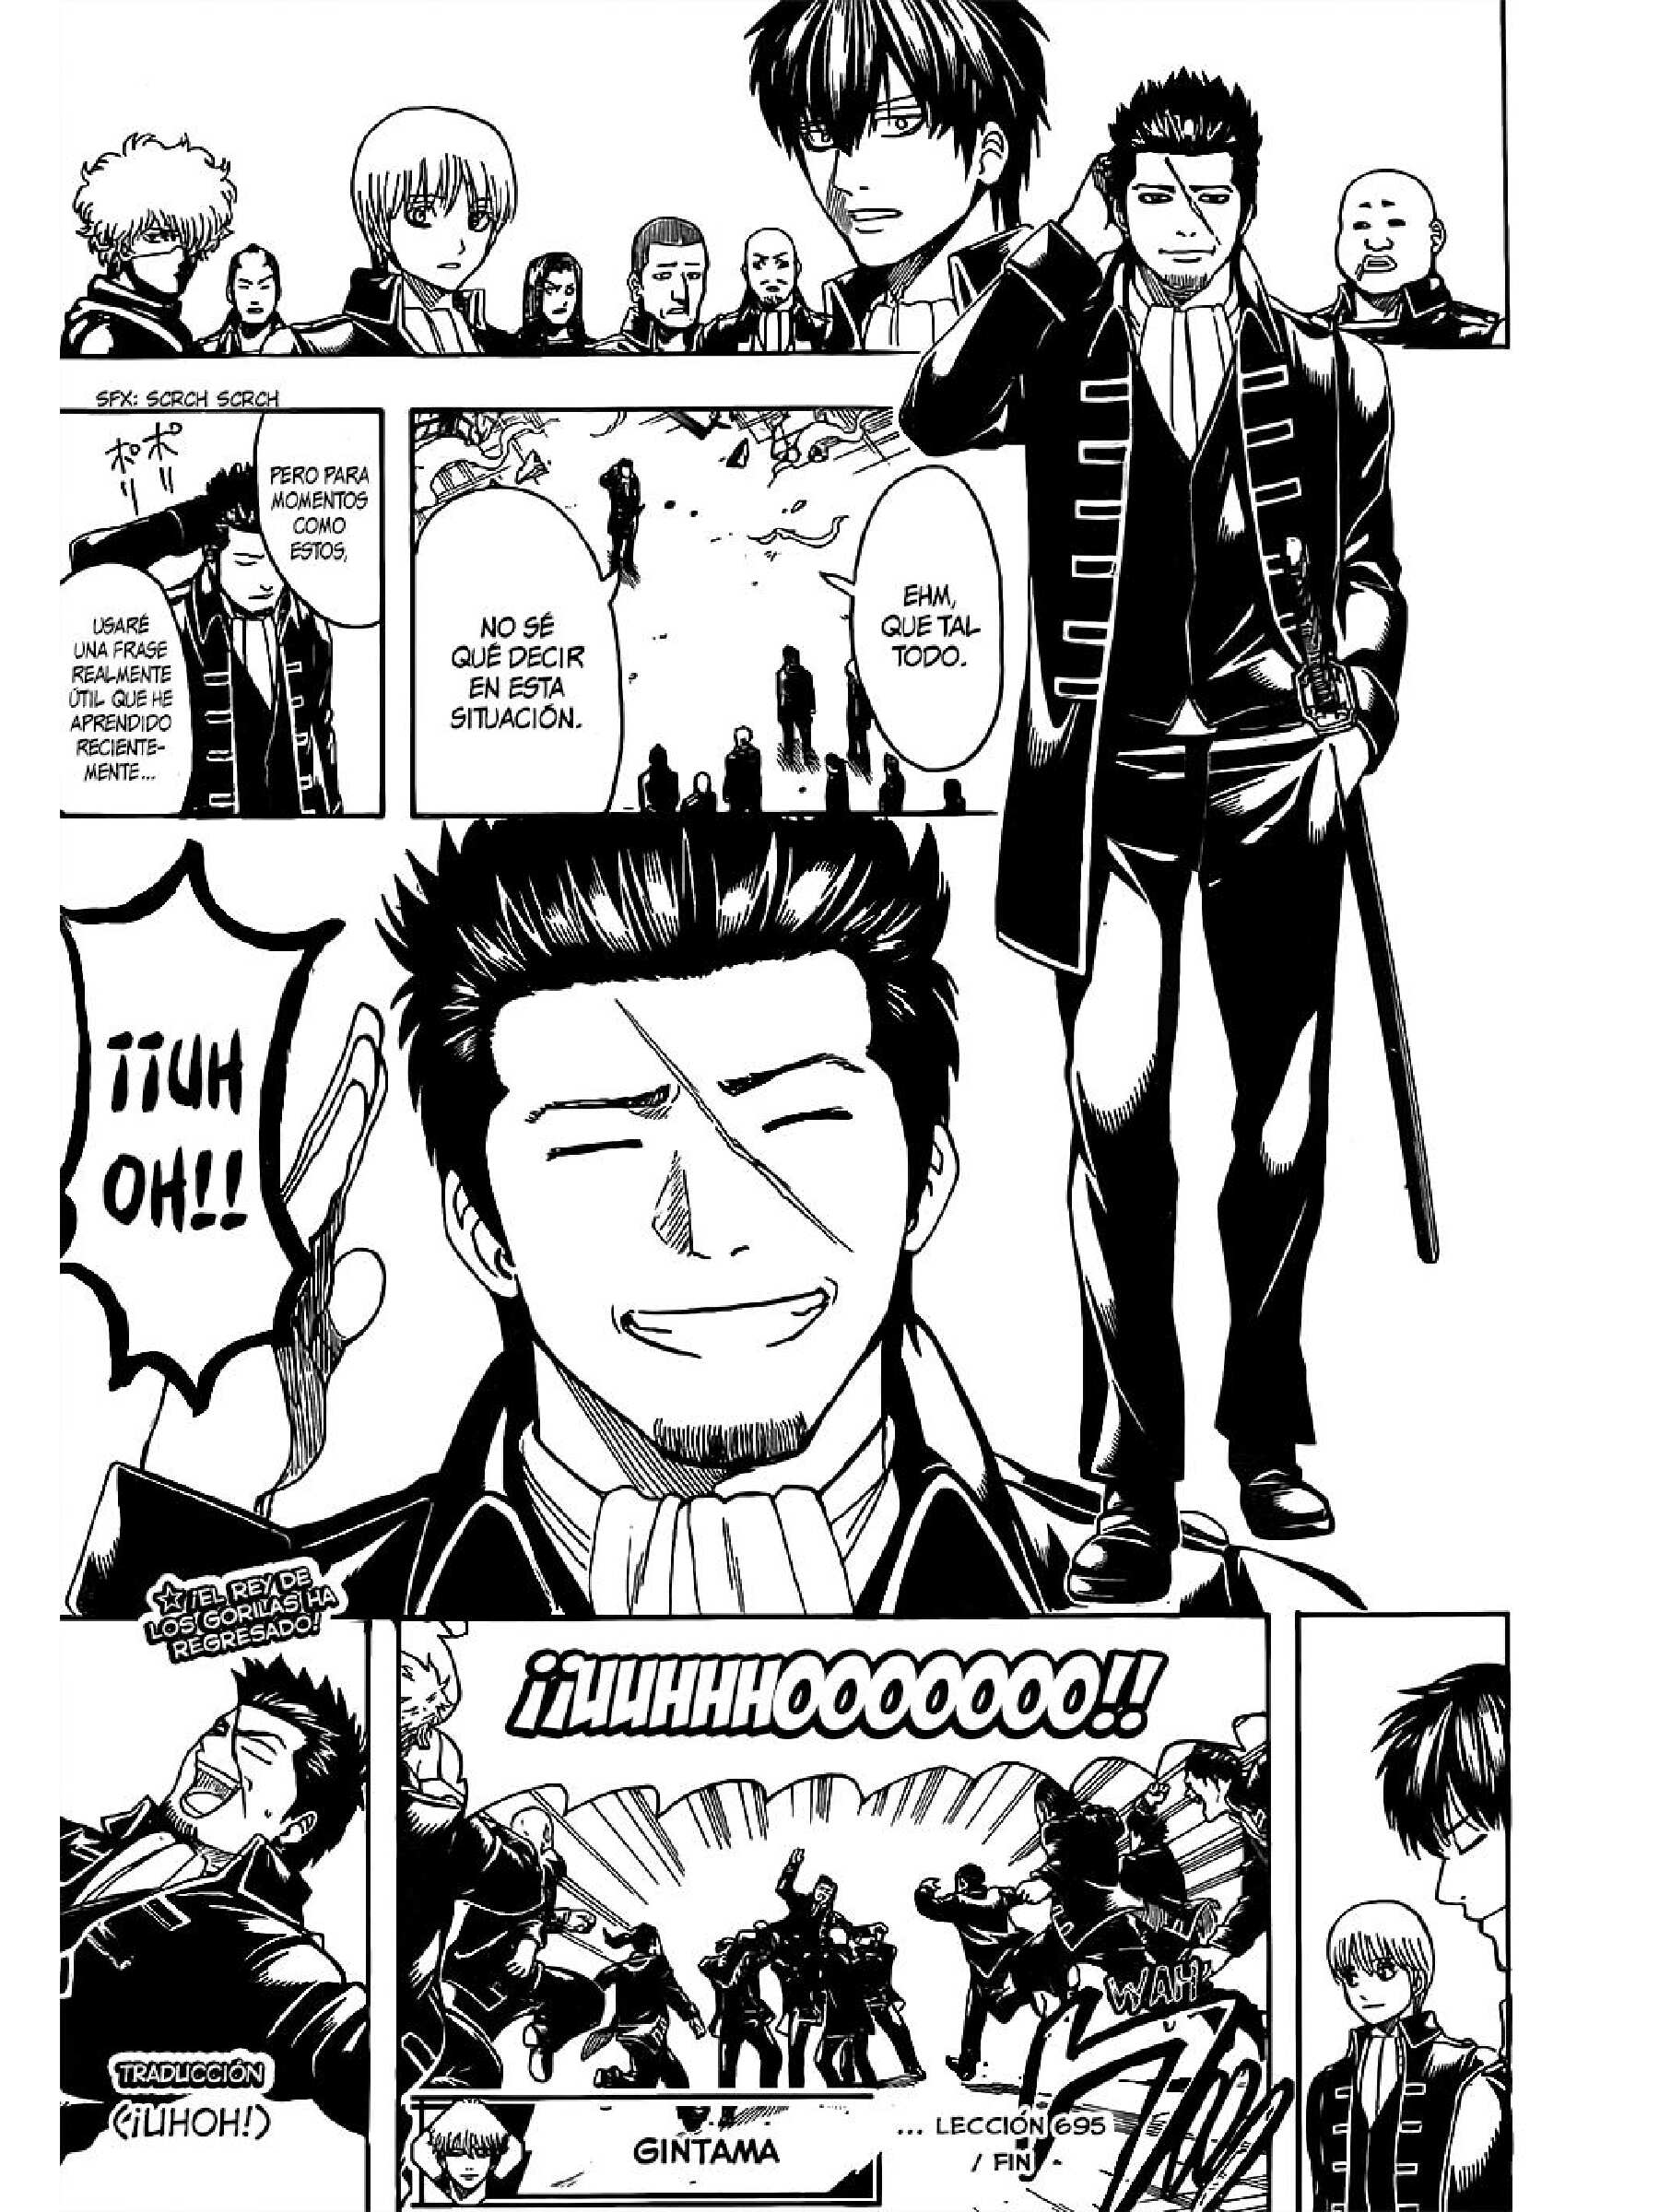 EHM,
QUE TAL
TODO.
NO SÉ
QUÉ DECIR
EN ESTA
SITUACIÓN.
SFX: SCRCH SCRCH
ポリ
ポリ
PERO PARA
MOMENTOS
COMO
ESTOS,
USARÉ
UNA FRASE
REALMENTE
ÚTIL QUE HE
APRENDIDO
RECIENTE-
MENTE...
¡¡UH
OH!!
¡¡UUHHHOOOOOOO!!
WAH
☆ ¡EL REY DE
LOS GORILAS HA
REGRESADO!
TRADUCCIÓN
(¡UHOH!)
GINTAMA
... LECCIÓN 695
/ FIN